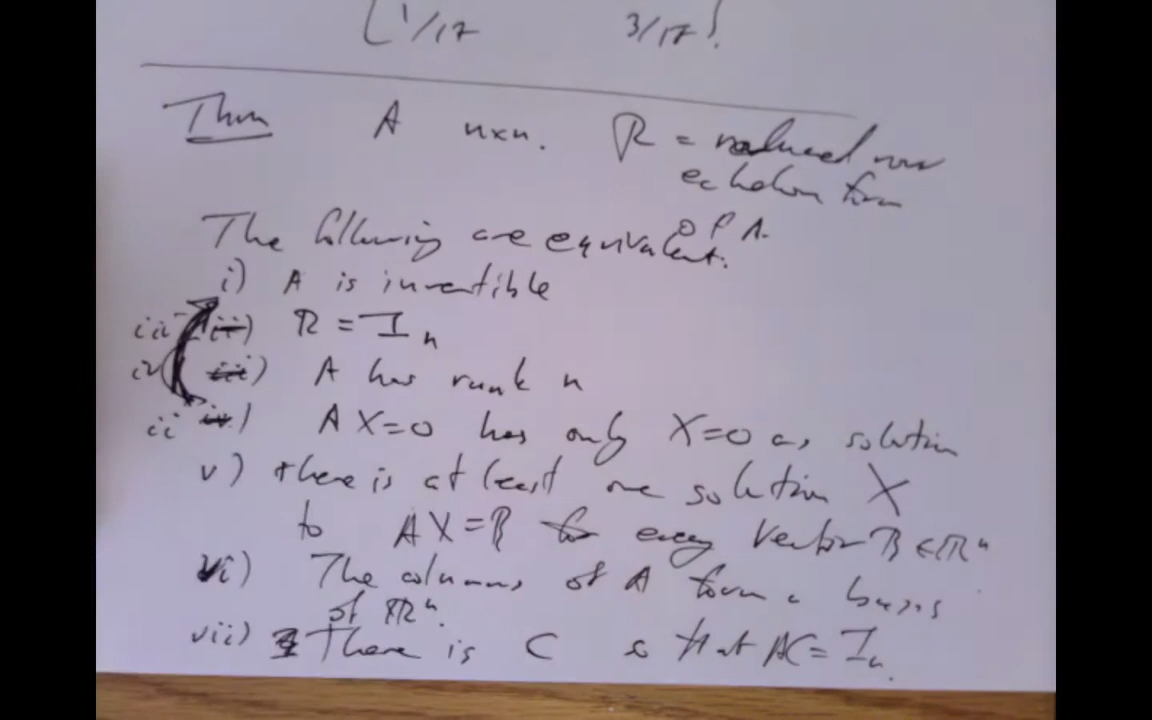 [1/17 3/17].
Thm A n×n. R = reduced row
echelon form
of A.
The following are equivalent:
i) A is invertible
iii ii) R = I_n
iv iii) A has rank n
ii iv) AX=0 has only X=0 as solution
v) there is at least one solution X
to AX=B for every vector B ∈ ℝ^n
vi) The columns of A form a basis
of ℝ^n.
vii) There is C so that AC = I_n.